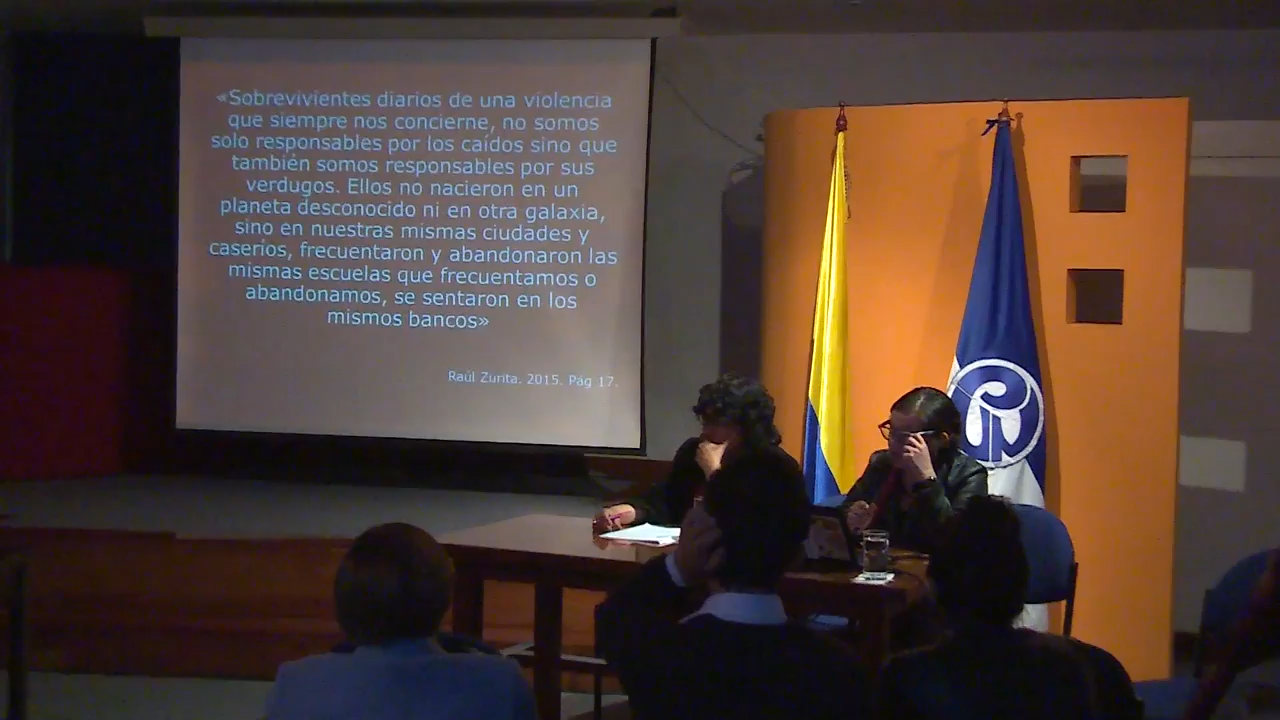 «Sobrevivientes diarios de una violencia
que siempre nos concierne, no somos
solo responsables por los caídos sino que
también somos responsables por sus
verdugos. Ellos no nacieron en un
planeta desconocido ni en otra galaxia,
sino en nuestras mismas ciudades y
caseríos, frecuentaron y abandonaron las
mismas escuelas que frecuentamos o
abandonamos, se sentaron en los
mismos bancos»
Raúl Zurita. 2015. Pág 17.